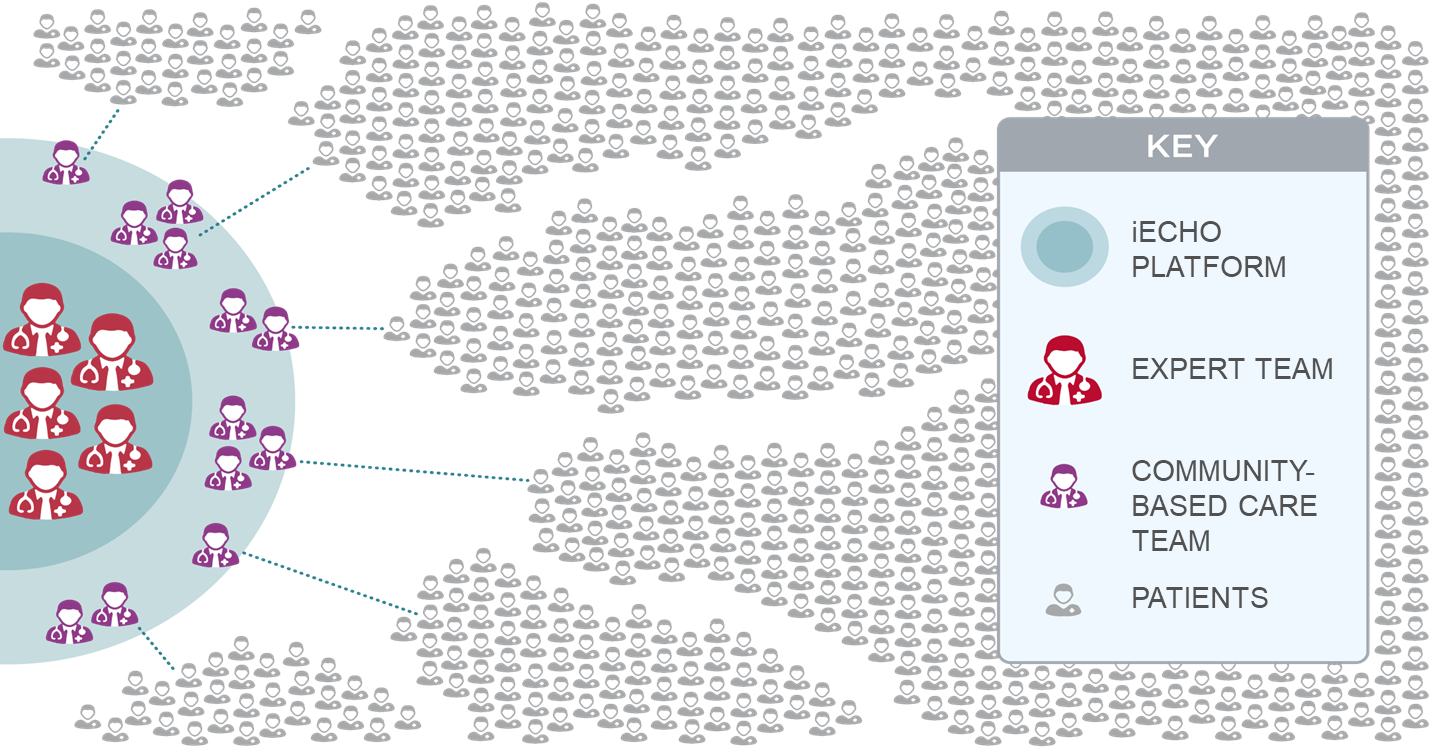 KEY
iECHO
PLATFORM
EXPERT TEAM
COMMUNITY-
BASED CARE
TEAM
PATIENTS